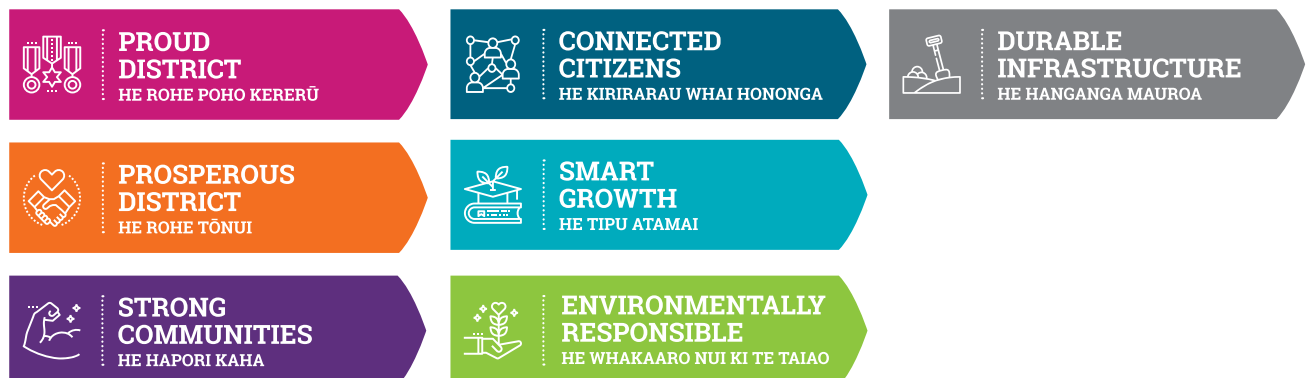 PROUD
DISTRICT
HE ROHE POHO KERERŪ
CONNECTED
CITIZENS
HE KIRIRARAU WHAI HONONGA
DURABLE
INFRASTRUCTURE
HE HANGANGA MAUROA
PROSPEROUS
DISTRICT
HE ROHE TŌNUI
SMART
GROWTH
HE TIPU ATAMAI
STRONG
COMMUNITIES
HE HAPORI KAHA
ENVIRONMENTALLY
RESPONSIBLE
HE WHAKAARO NUI KI TE TAIAO